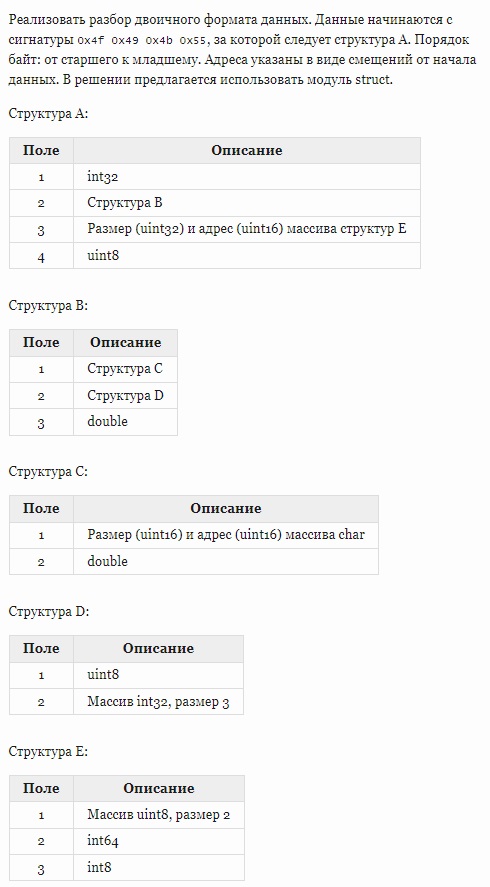 Реализовать разбор двоичного формата данных. Данные начинаются с
сигнатуры 0x4f 0x49 0x4b 0x55, за которой следует структура A. Порядок
байт: от старшего к младшему. Адреса указаны в виде смещений от начала
данных. В решении предлагается использовать модуль struct.
Структура A:
Поле Описание
1 int32
2 Структура B
3 Размер (uint32) и адрес (uint16) массива структур E
4 uint8
Структура B:
Поле Описание
1 Структура C
2 Структура D
3 double
Структура C:
Поле Описание
1 Размер (uint16) и адрес (uint16) массива char
2 double
Структура D:
Поле Описание
1 uint8
2 Массив int32, размер 3
Структура E:
Поле Описание
1 Массив uint8, размер 2
2 int64
3 int8